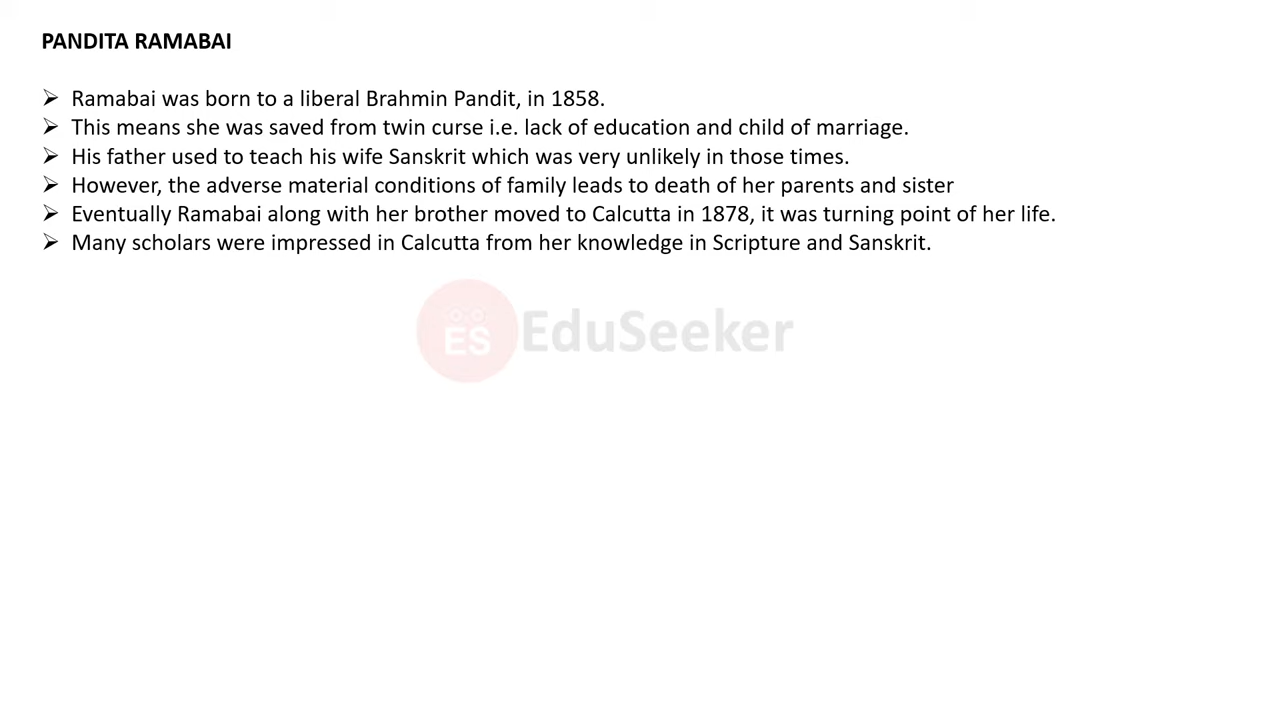 PANDITA RAMABAI
➢ Ramabai was born to a liberal Brahmin Pandit, in 1858.
➢ This means she was saved from twin curse i.e. lack of education and child of marriage.
➢ His father used to teach his wife Sanskrit which was very unlikely in those times.
➢ However, the adverse material conditions of family leads to death of her parents and sister
➢ Eventually Ramabai along with her brother moved to Calcutta in 1878, it was turning point of her life.
➢ Many scholars were impressed in Calcutta from her knowledge in Scripture and Sanskrit.
ES EduSeeker